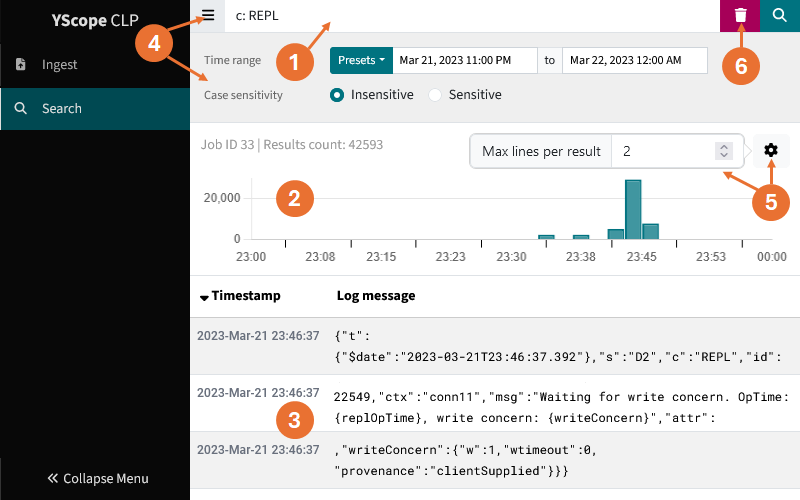 YScope CLP
c: REPL
4
1
6
Ingest
Time range
Presets
Mar 21, 2023 11:00 PM
to
Mar 22, 2023 12:00 AM
Search
Case sensitivity
Insensitive
Sensitive
Job ID 33 | Results count: 42593
Max lines per result
2
5
20,000
2
0
23:00
23:08
23:15
23:23
23:30
23:38
23:45
23:53
00:00
Timestamp
Log message
2023-Mar-21 23:46:37
{"t":
{"$date":"2023-03-21T23:46:37.392"},"s":"D2","c":"REPL","id":
2023-Mar-21 23:46:37
22549,"ctx":"conn11","msg":"Waiting for write concern. OpTime:
{replOpTime}, write concern: {writeConcern}","attr":
3
2023-Mar-21 23:46:37
,"writeConcern":{"w":1,"wtimeout":0,
"provenance":"clientSupplied"}}}
Collapse Menu